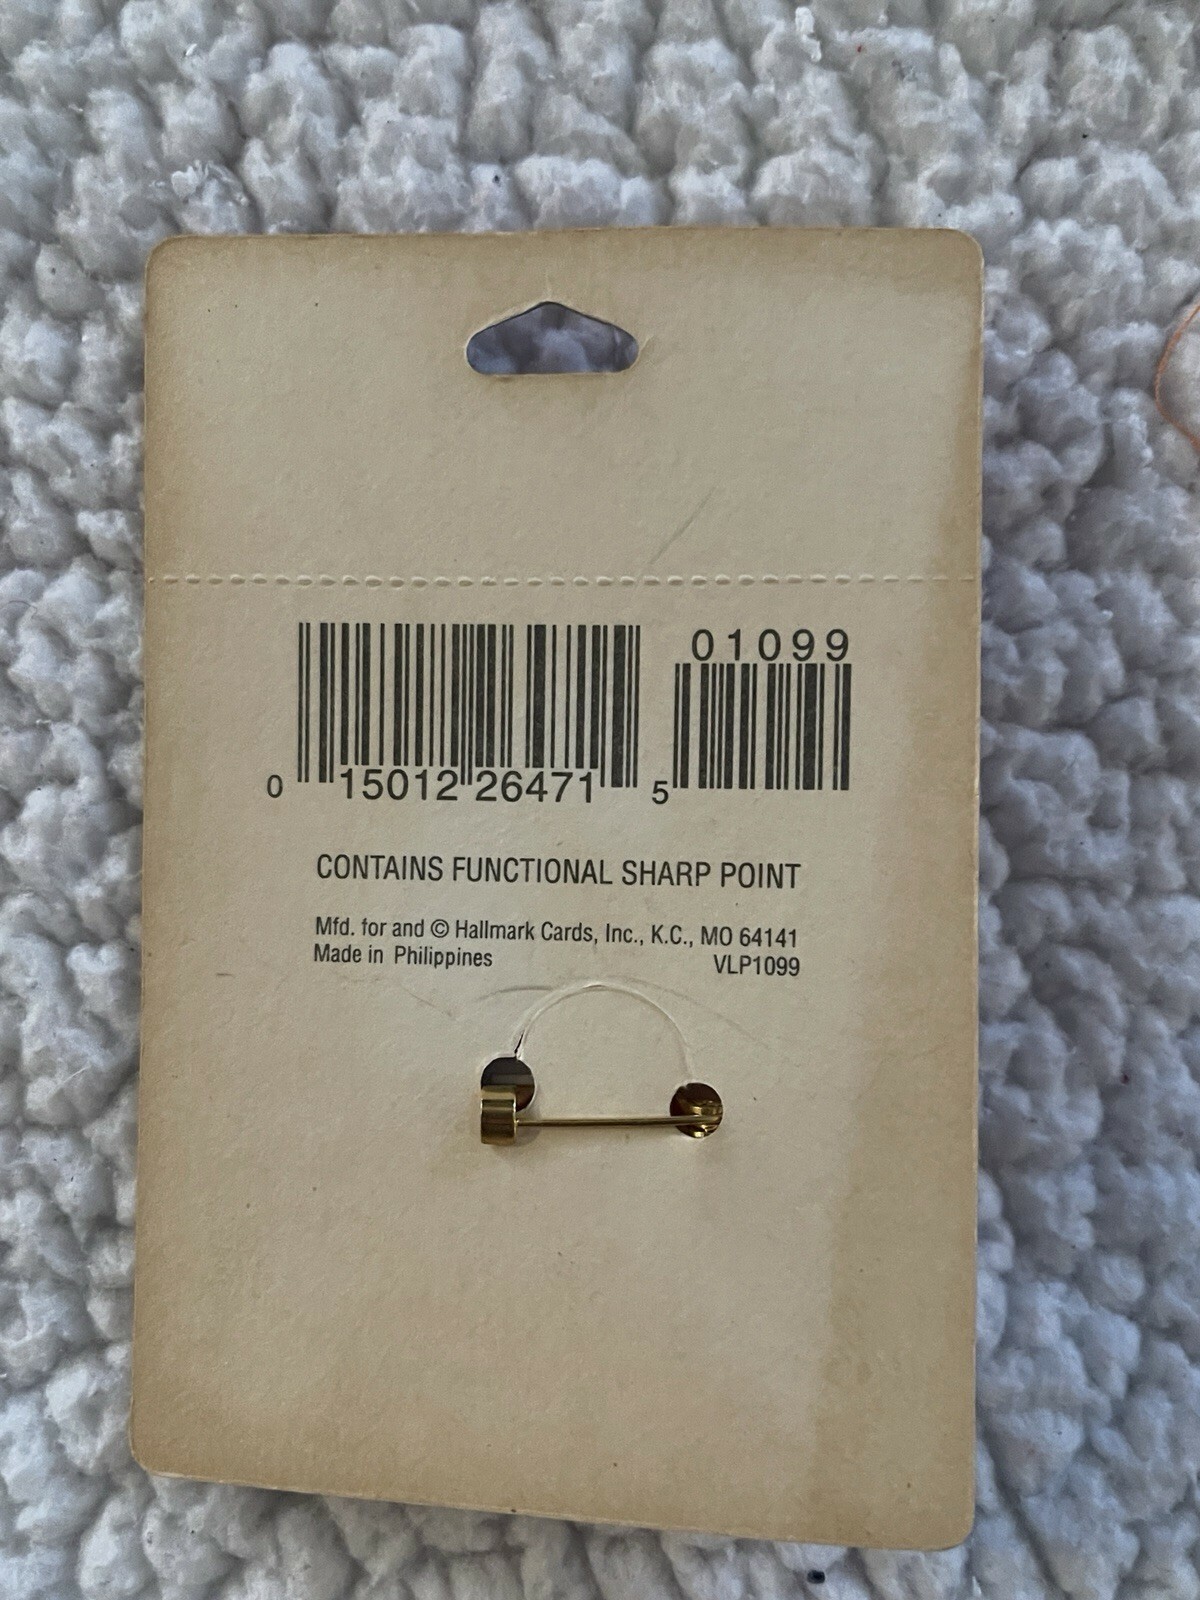 01099
0 15012 26471 5
CONTAINS FUNCTIONAL SHARP POINT
Mfd. for and © Hallmark Cards, Inc., K.C., MO 64141
Made in Philippines VLP1099